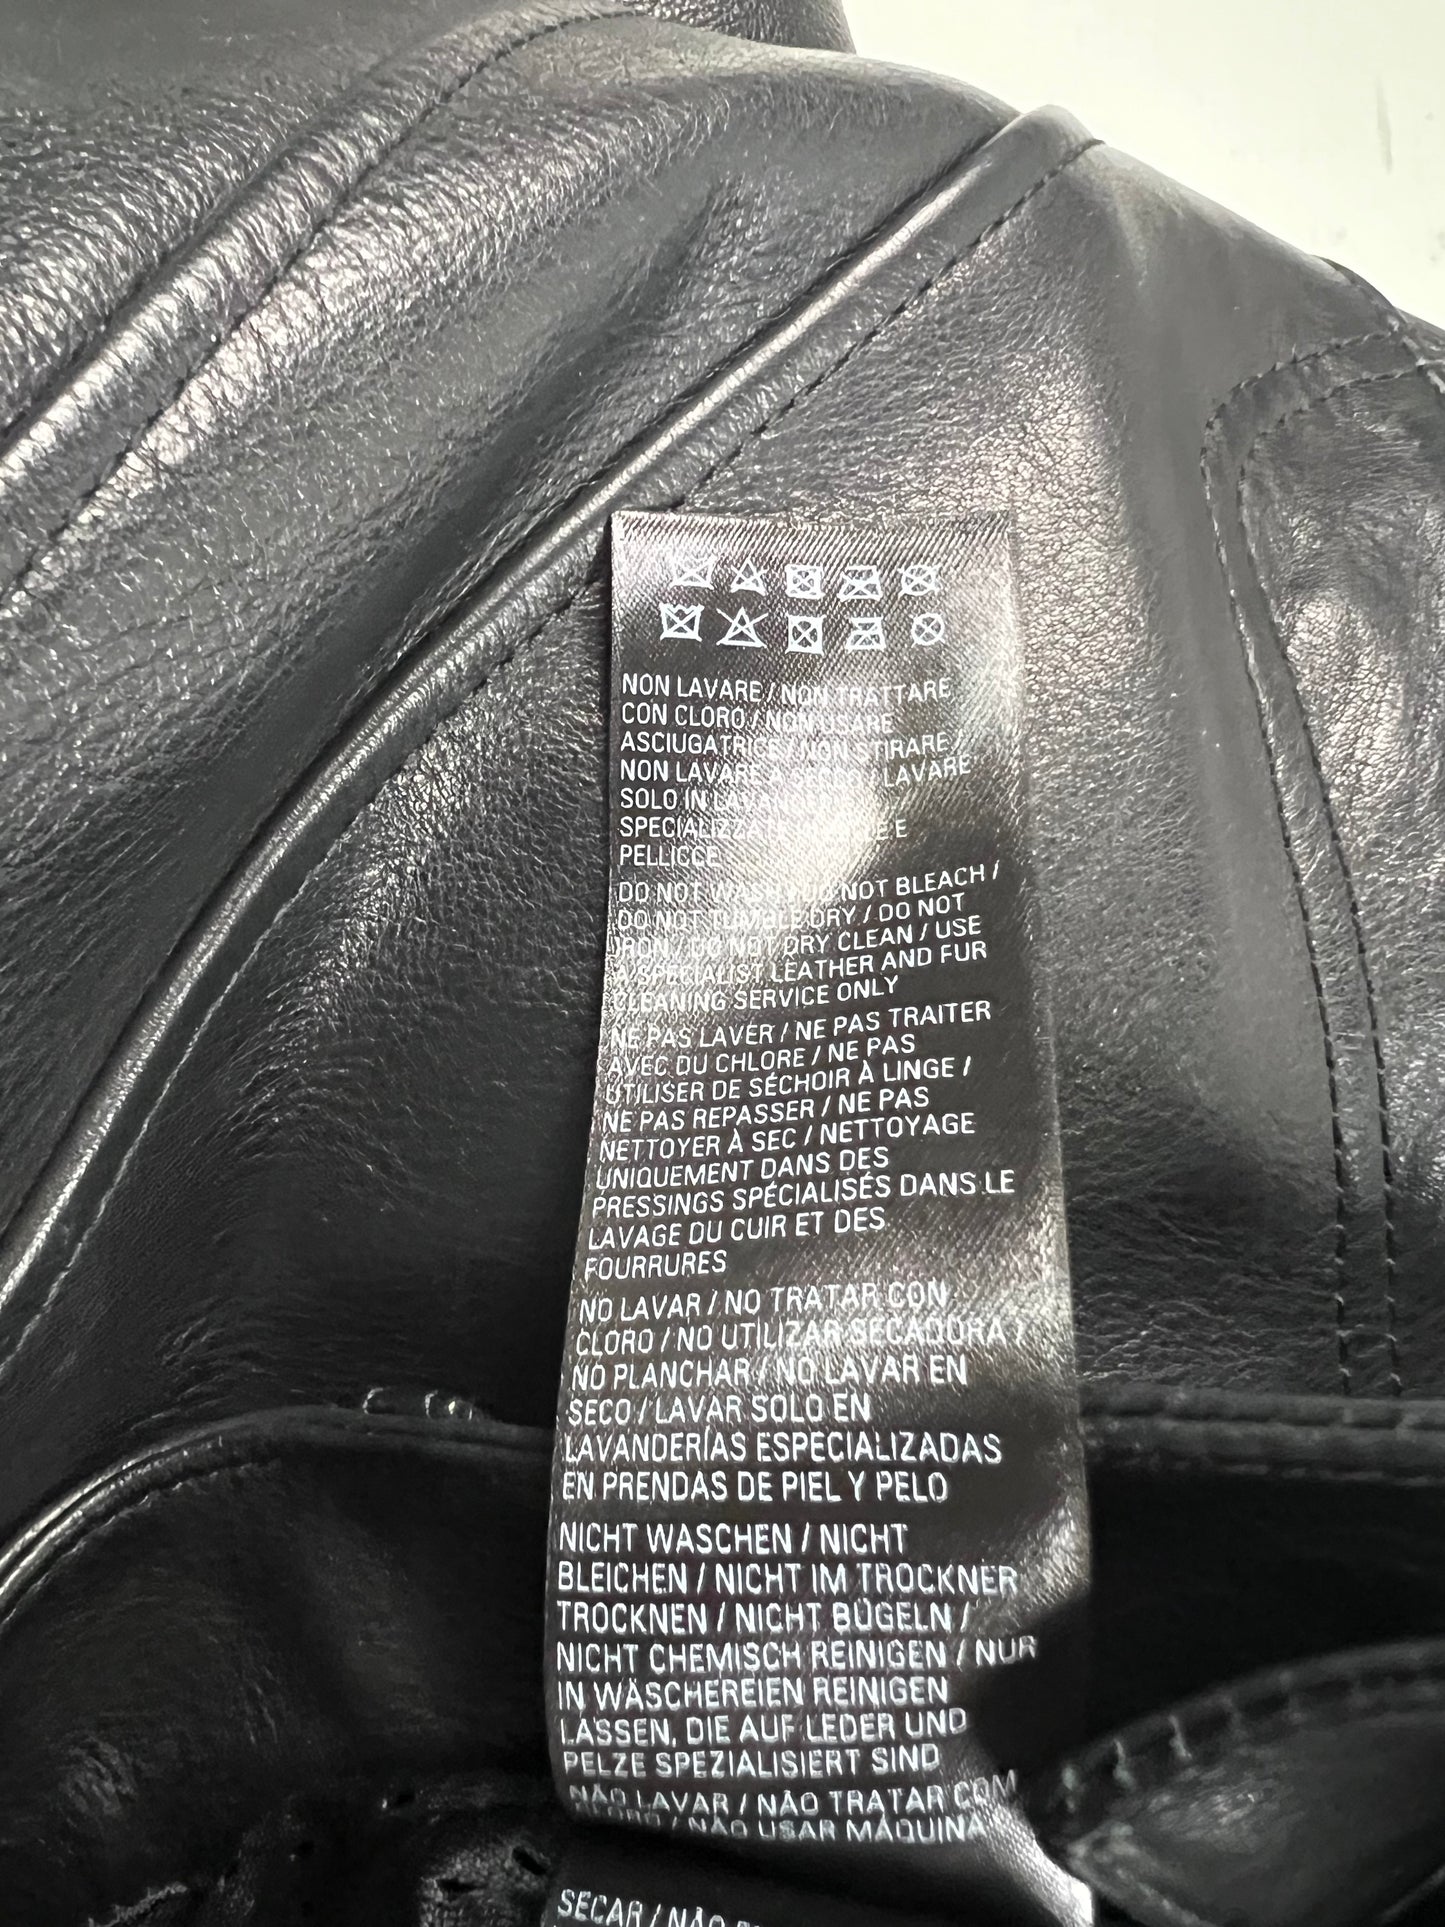 NON LAVARE / NON TRATTARE
CON CLORO / NON USARE
ASCIUGATRICE / NON STIRARE
NON LAVARE A SECCO / LAVARE
SOLO IN
SPECIALIZZATE E
PELLICCE
DO NOT WASH / DO NOT BLEACH /
DO NOT TUMBLE DRY / DO NOT
IRON / DO NOT DRY CLEAN / USE
A SPECIALIST LEATHER AND FUR
CLEANING SERVICE ONLY
NE PAS LAVER / NE PAS TRAITER
AVEC DU CHLORE / NE PAS
UTILISER DE SÉCHOIR À LINGE /
NE PAS REPASSER / NE PAS
NETTOYER À SEC / NETTOYAGE
UNIQUEMENT DANS DES
PRESSINGS SPÉCIALISÉS DANS LE
LAVAGE DU CUIR ET DES
FOURRURES
NO LAVAR / NO TRATAR CON
CLORO / NO UTILIZAR SECADORA /
NO PLANCHAR / NO LAVAR EN
SECO / LAVAR SOLO EN
LAVANDERÍAS ESPECIALIZADAS
EN PRENDAS DE PIEL Y PELO
NICHT WASCHEN / NICHT
BLEICHEN / NICHT IM TROCKNER
TROCKNEN / NICHT BÜGELN /
NICHT CHEMISCH REINIGEN / NUR
IN WÄSCHEREIEN REINIGEN
LASSEN, DIE AUF LEDER UND
PELZE SPEZIALISIERT SIND
NÃO LAVAR / NÃO TRATAR COM
CLORO / NÃO USAR MÁQUINA
SECAR / NÃO